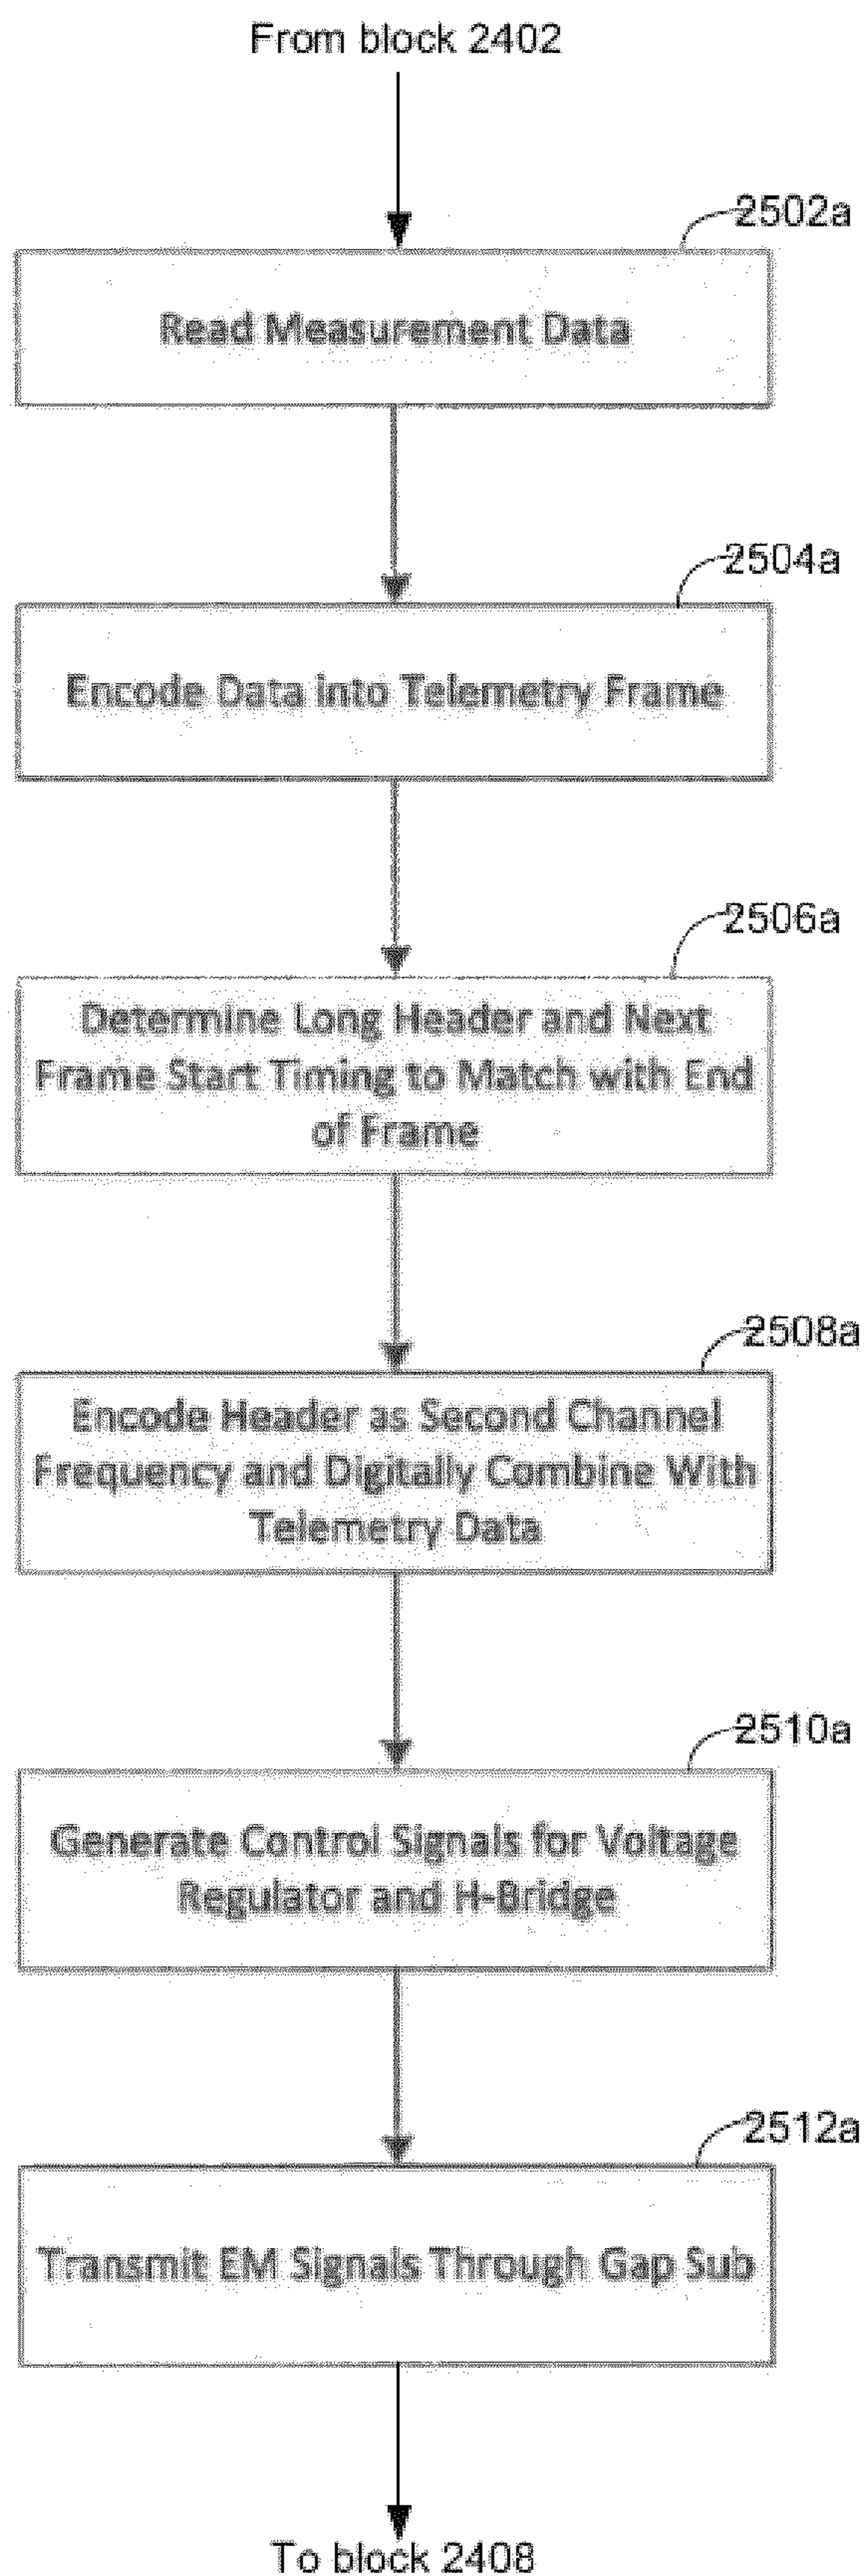 From block 2402
2502a
Read Measurement Data
2504a
Encode Data into Telemetry Frame
2506a
Determine Long Header and Next
Frame Start Timing to Match with End
of Frame
2508a
Encode Header as Second Channel
Frequency and Digitally Combine With
Telemetry Data
2510a
Generate Control Signals for Voltage
Regulator and H-Bridge
2512a
Transmit EM Signals Through Gap Sub
To block 2408